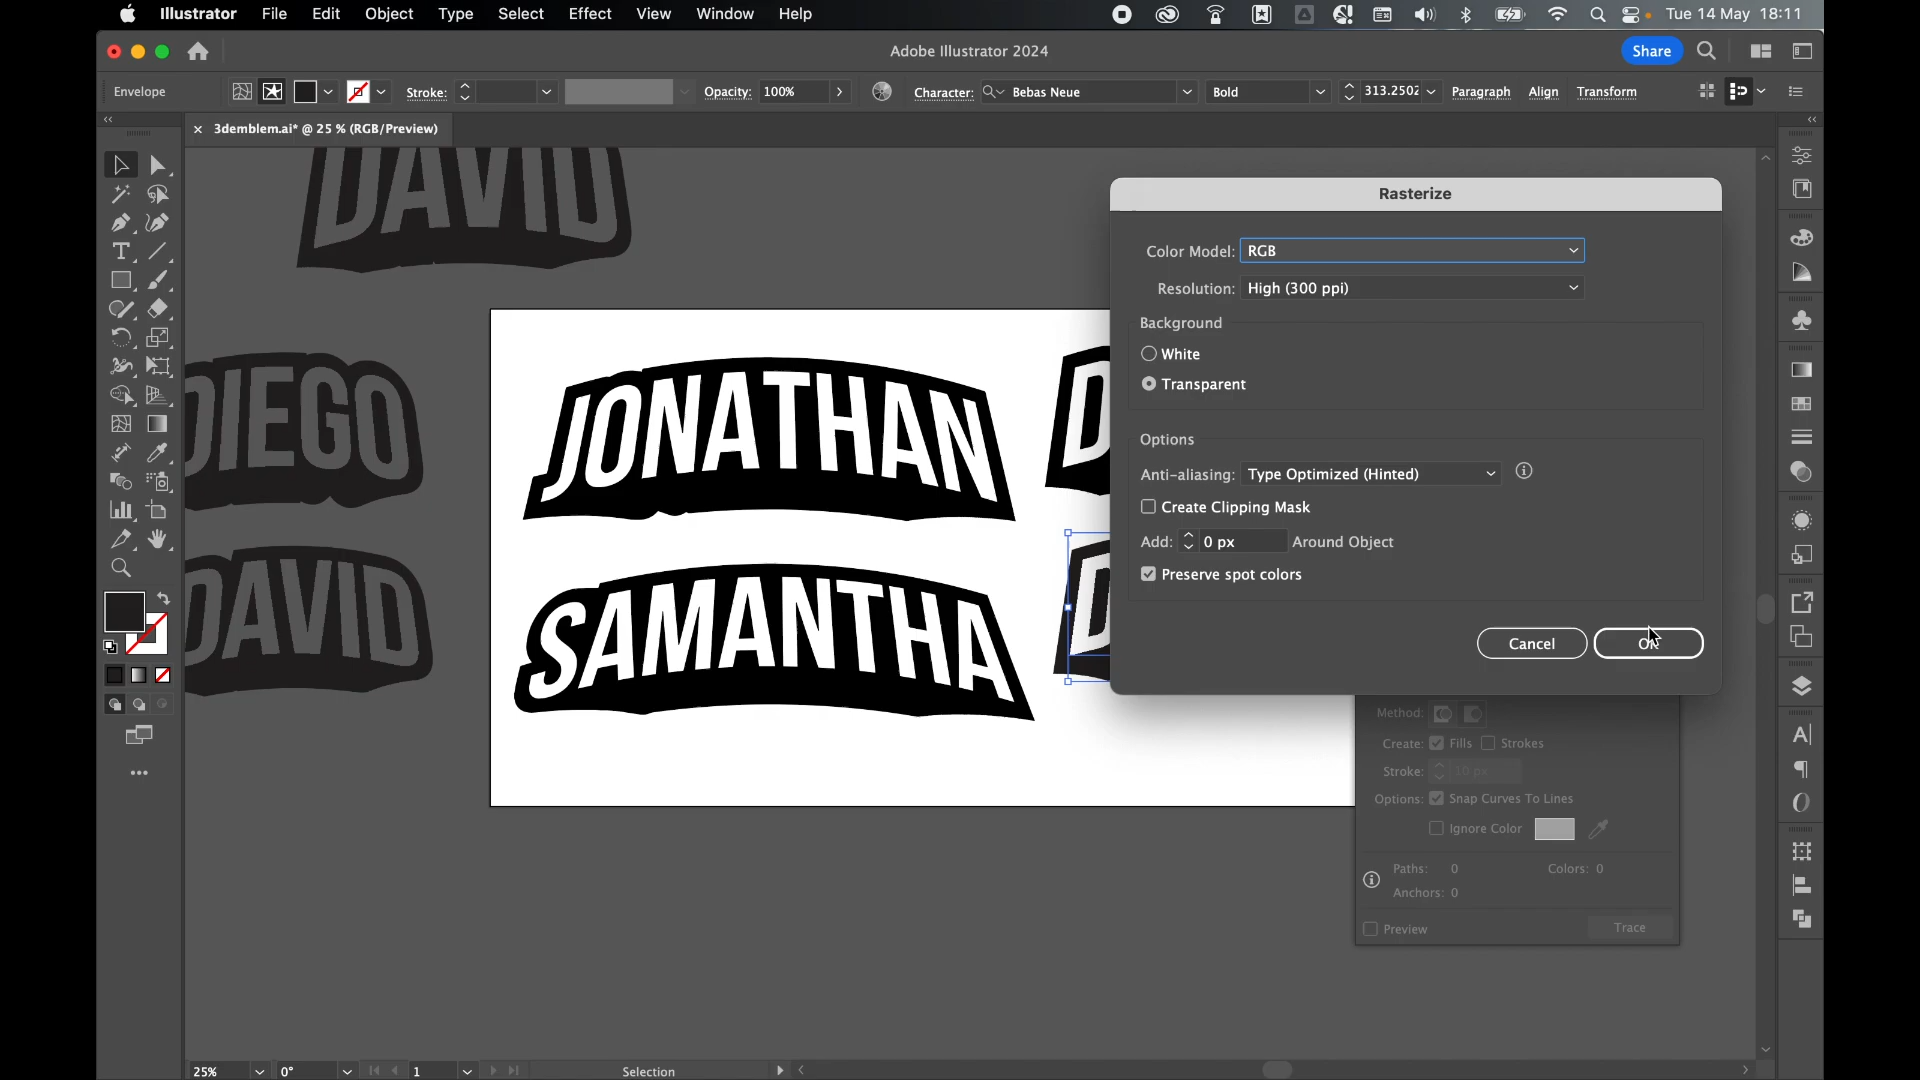 Illustrator File Edit Object Type Select Effect View Window Help
Tue 14 May 18:11
Adobe Illustrator 2024
Share
Envelope
Stroke:
Opacity: 100%
Character: Bebas Neue
Bold
313.2502
Paragraph Align Transform
× 3demblem.ai* @ 25 % (RGB/Preview)
DAVID
DIEGO
DAVID
JONATHAN
SAMANTHA
D
D
Rasterize
Color Model: RGB
Resolution: High (300 ppi)
Background
White
Transparent
Options
Anti-aliasing: Type Optimized (Hinted)
Create Clipping Mask
Add: 0 px Around Object
Preserve spot colors
Cancel
OK
Method:
Create: Fills Strokes
Stroke: 10 px
Options: Snap Curves To Lines
Ignore Color
Paths: 0 Colors: 0
Anchors: 0
Preview
Trace
25% 0° 1 Selection